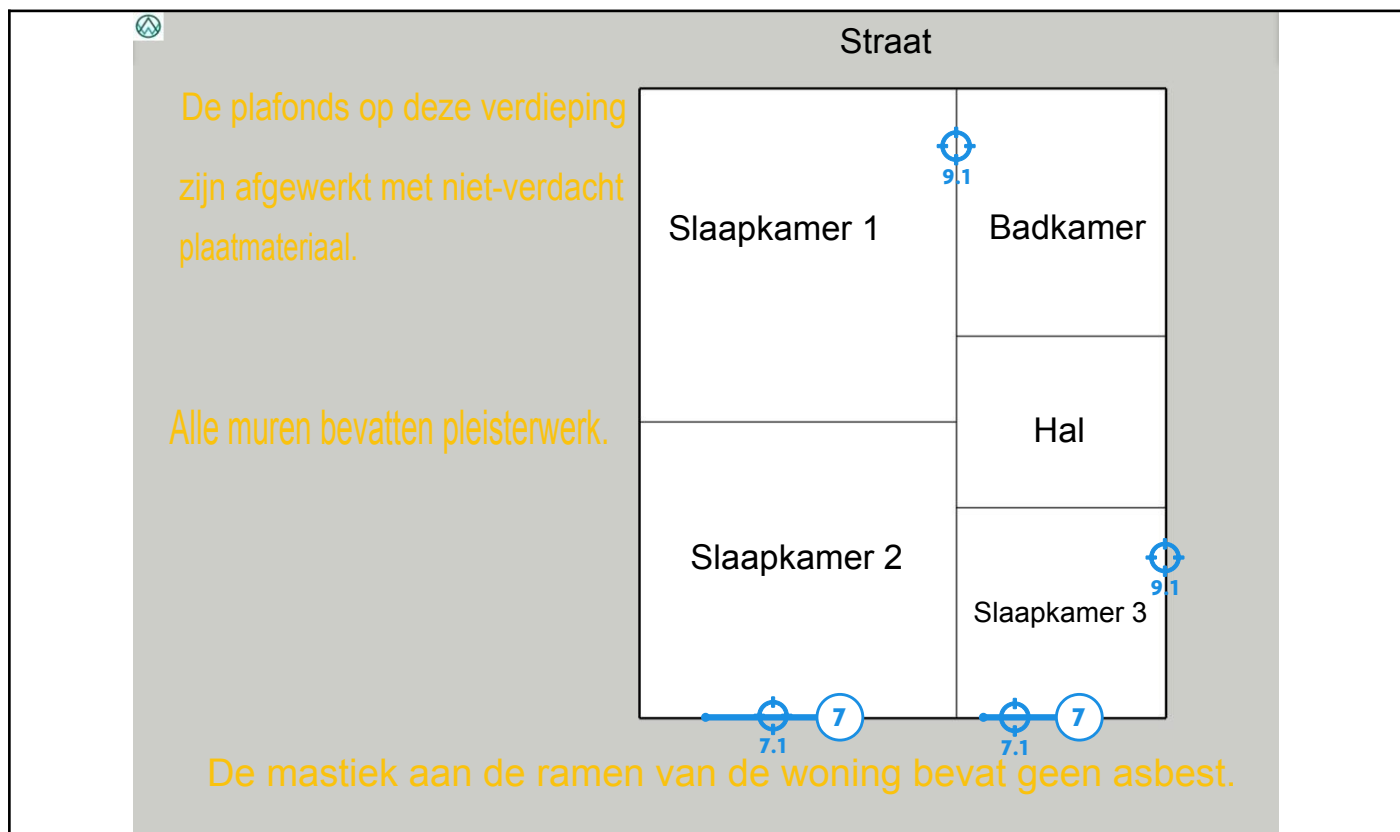 Straat
De plafonds op deze verdieping
zijn afgewerkt met niet-verdacht
plaatmateriaal.
9.1
Slaapkamer 1
Badkamer
Alle muren bevatten pleisterwerk.
Hal
Slaapkamer 2
9.1
Slaapkamer 3
7
7
7.1
7.1
De mastiek aan de ramen van de woning bevat geen asbest.